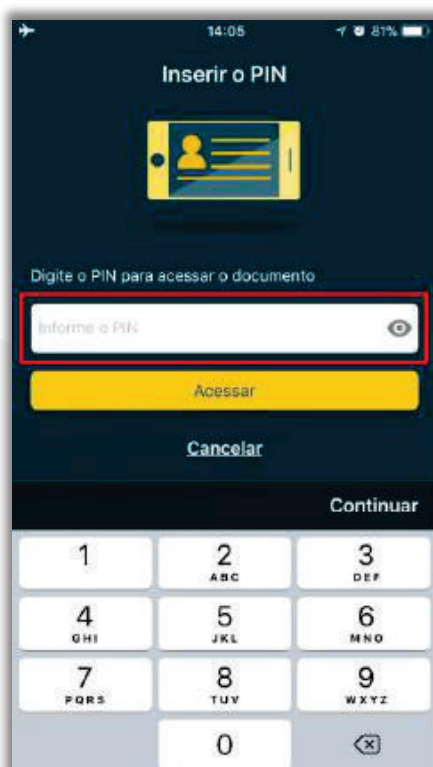 14:05
81%
Inserir o PIN
Digite o PIN para acessar o documento
Informe o PIN
Acessar
Cancelar
Continuar
1
2
ABC
3
DEF
4
GHI
5
JKL
6
MNO
7
PQRS
8
TUV
9
WXYZ
0